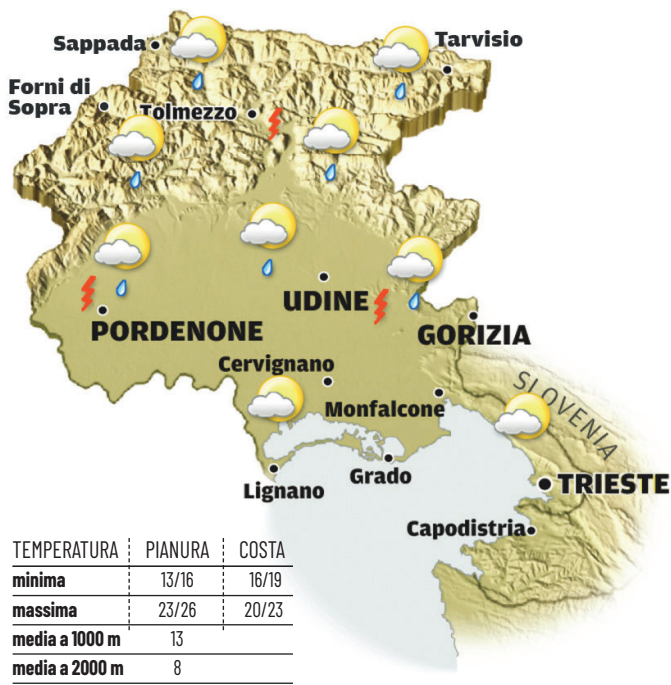 Sappada
Tarvisio
Forni di
Sopra
Tolmezzo
UDINE
PORDENONE
GORIZIA
Cervignano
SLOVENIA
Monfalcone
Grado
Lignano
TRIESTE
Capodistria
TEMPERATURA PIANURA COSTA
minima 13/16 16/19
massima 23/26 20/23
media a 1000 m 13
media a 2000 m 8